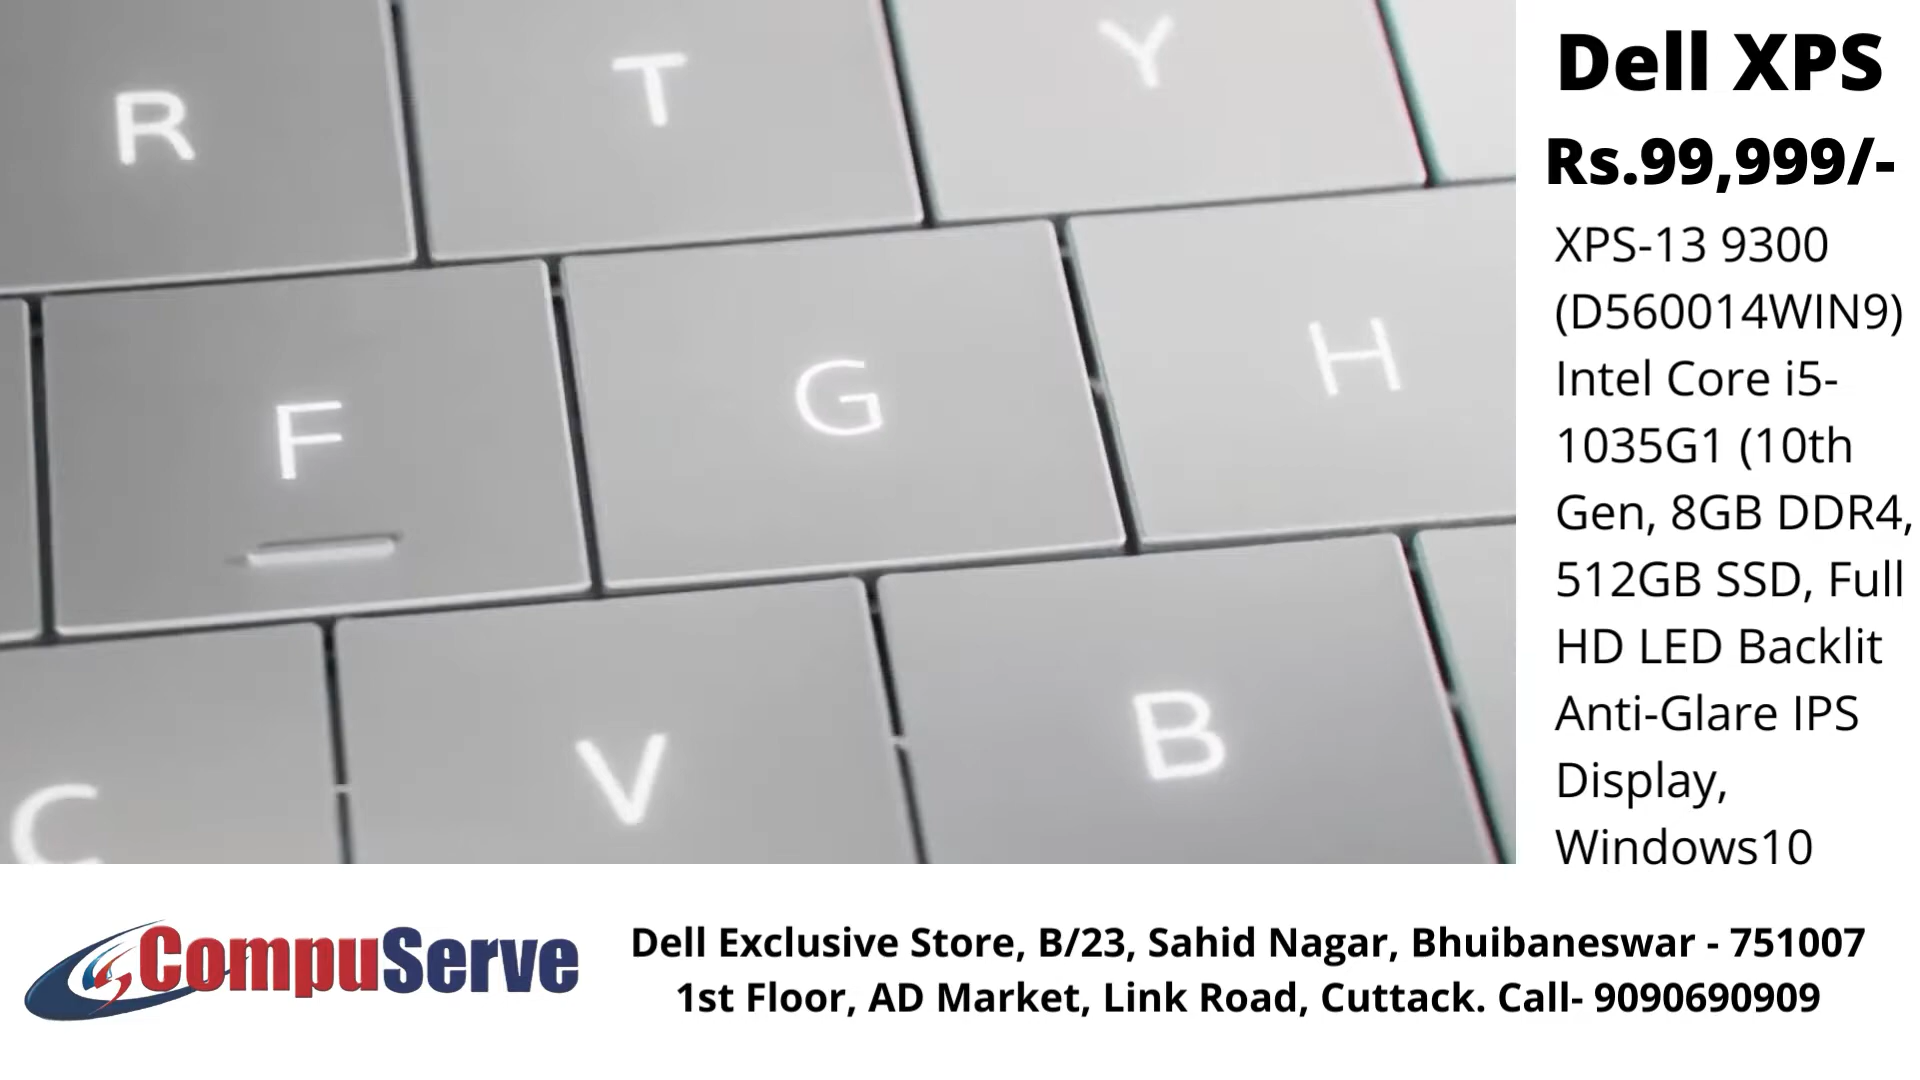 R T Y
F G H
C V B
Dell XPS
Rs.99,999/-
XPS-13 9300
(D560014WIN9)
Intel Core i5-
1035G1 (10th
Gen, 8GB DDR4,
512GB SSD, Full
HD LED Backlit
Anti-Glare IPS
Display,
Windows10
CompuServe
Dell Exclusive Store, B/23, Sahid Nagar, Bhuibaneswar - 751007
1st Floor, AD Market, Link Road, Cuttack. Call- 9090690909